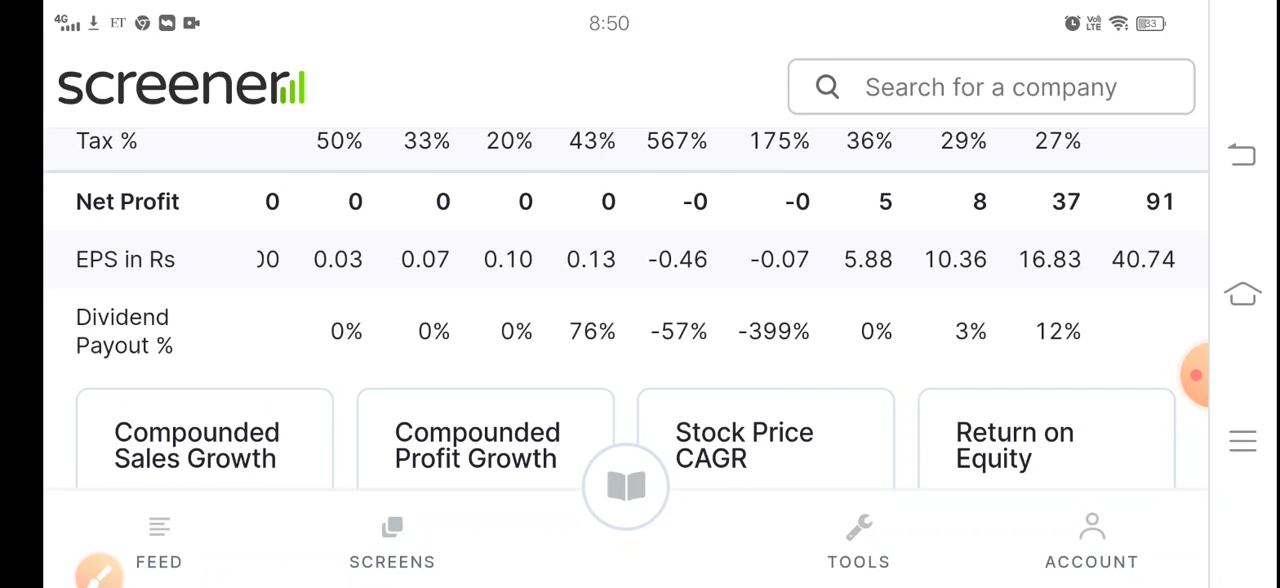 4G ET 8:50 Vo) LTE 33
screener
Search for a company
Tax % 50% 33% 20% 43% 567% 175% 36% 29% 27%
Net Profit 0 0 0 0 0 -0 -0 5 8 37 91
EPS in Rs 00 0.03 0.07 0.10 0.13 -0.46 -0.07 5.88 10.36 16.83 40.74
Dividend
Payout % 0% 0% 0% 76% -57% -399% 0% 3% 12%
Compounded
Sales Growth
Compounded
Profit Growth
Stock Price
CAGR
Return on
Equity
FEED
SCREENS
TOOLS
ACCOUNT